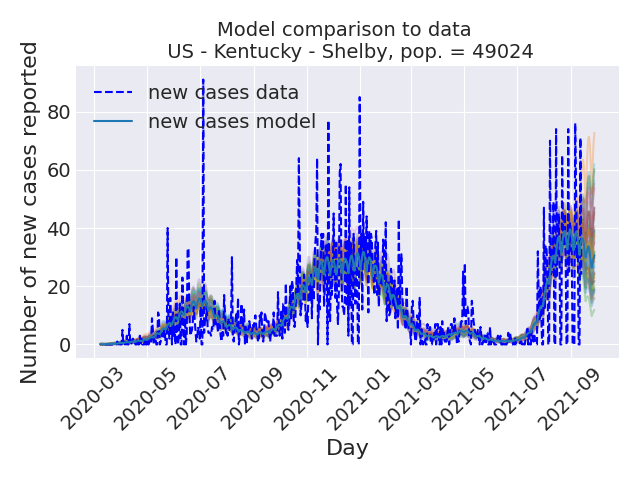 Model comparison to data
US - Kentucky - Shelby, pop. = 49024
Number of new cases reported
80
60
40
20
0
new cases data
new cases model
2020-03
2020-05
2020-07
2020-09
2020-11
2021-01
2021-03
2021-05
2021-07
2021-09
Day